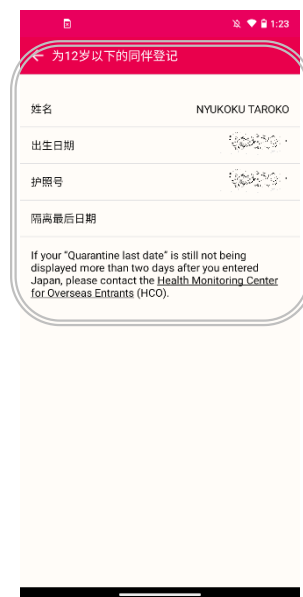 1:23
← 为12岁以下的同伴登记
姓名 NYUKOKU TAROKO
出生日期
护照号
隔离最后日期
If your “Quarantine last date” is still not being
displayed more than two days after you entered
Japan, please contact the Health Monitoring Center
for Overseas Entrants (HCO).